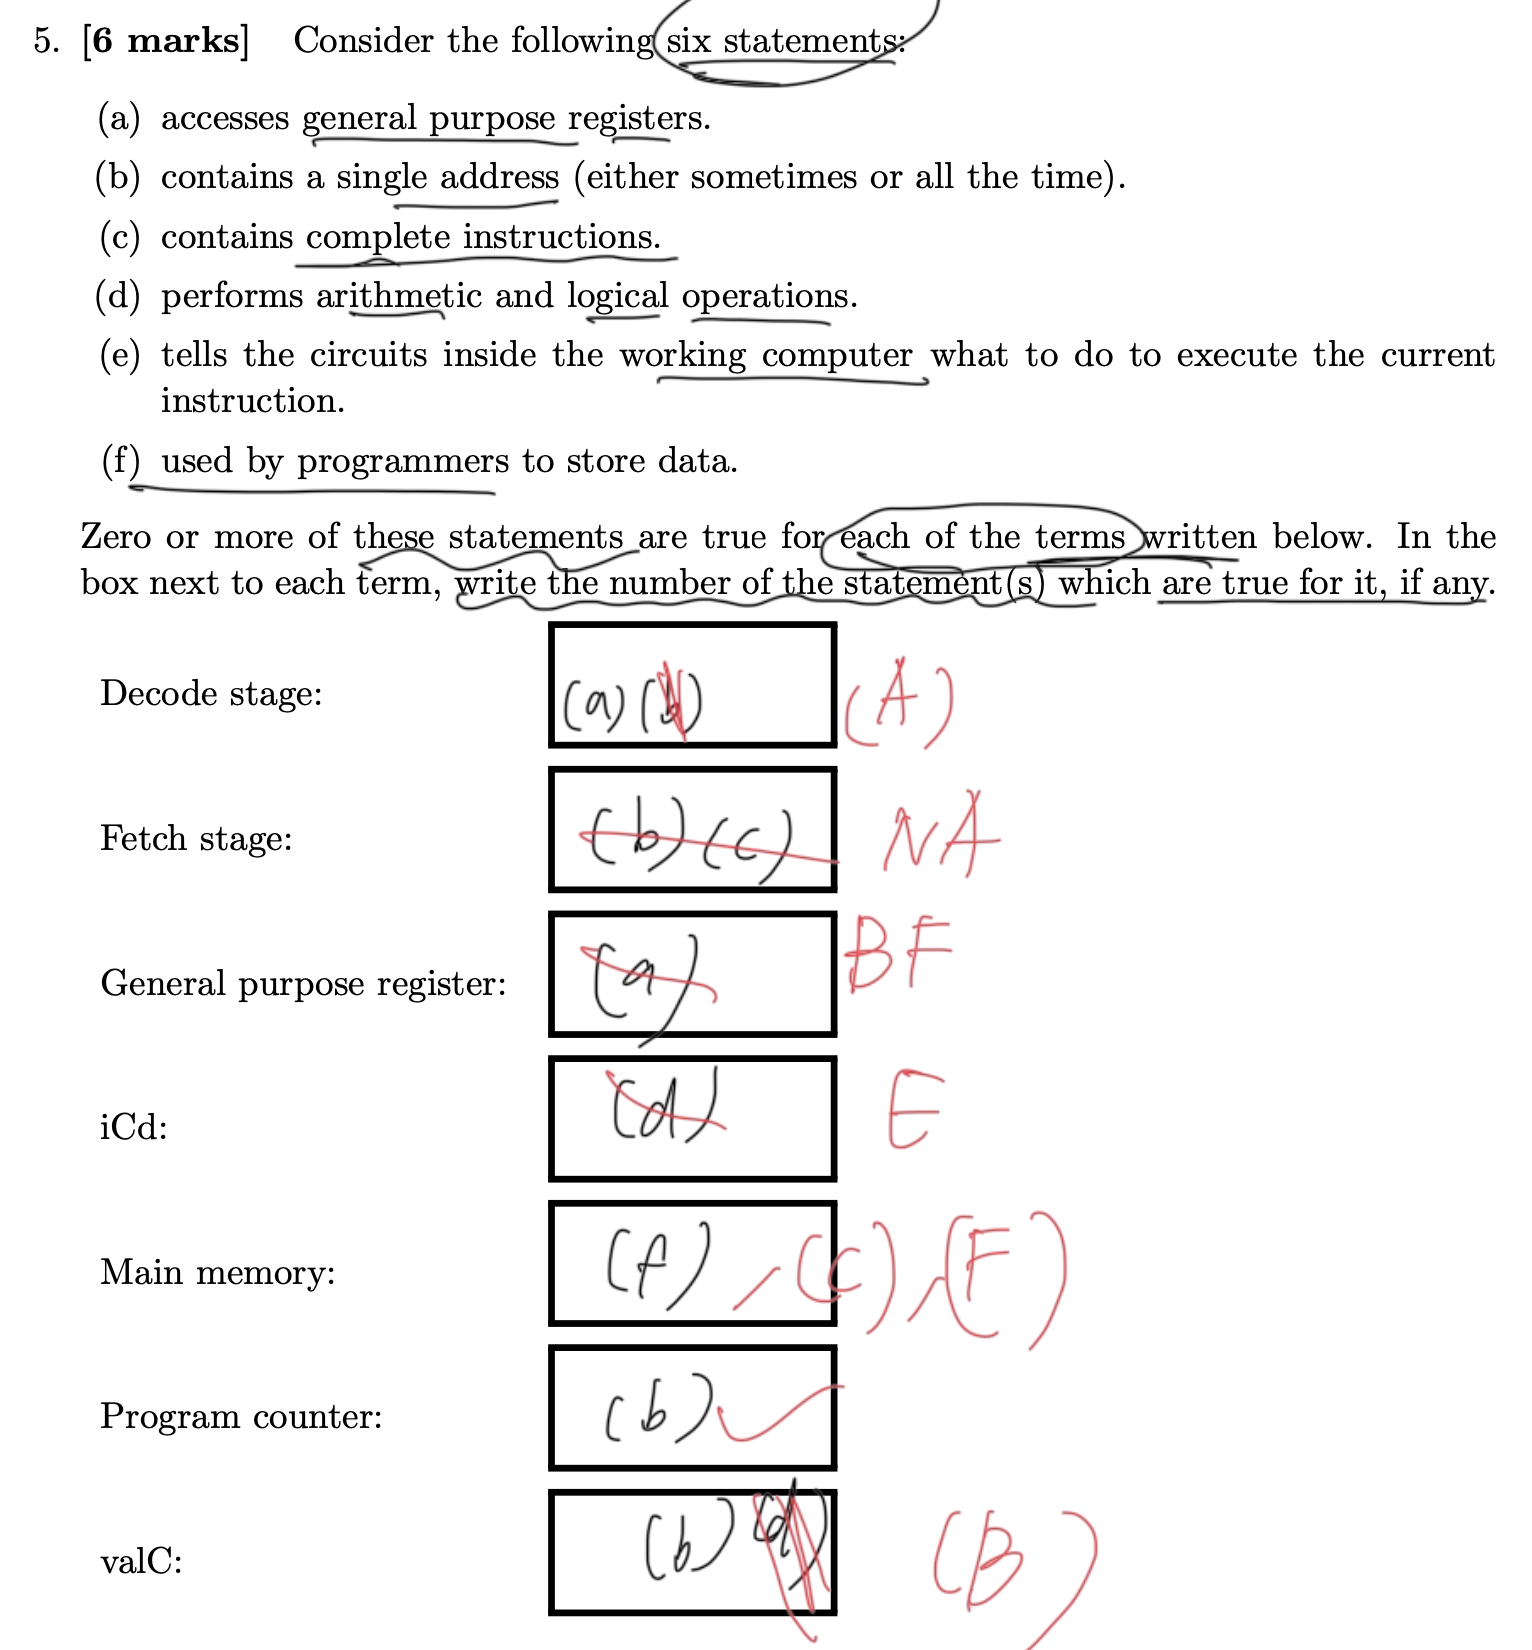 5. [6 marks] Consider the following six statements:
(a) accesses general purpose registers.
(b) contains a single address (either sometimes or all the time).
(c) contains complete instructions.
(d) performs arithmetic and logical operations.
(e) tells the circuits inside the working computer what to do to execute the current
instruction.
(f) used by programmers to store data.
Zero or more of these statements are true for each of the terms written below. In the
box next to each term, write the number of the statement(s) which are true for it, if any.
Decode stage: (a) (b) (A)
Fetch stage: (b) (c) NA
General purpose register: (a) BF
iCd: (d) E
Main memory: (f), (C), (F)
Program counter: (b)
valC: (b) (d) (B)